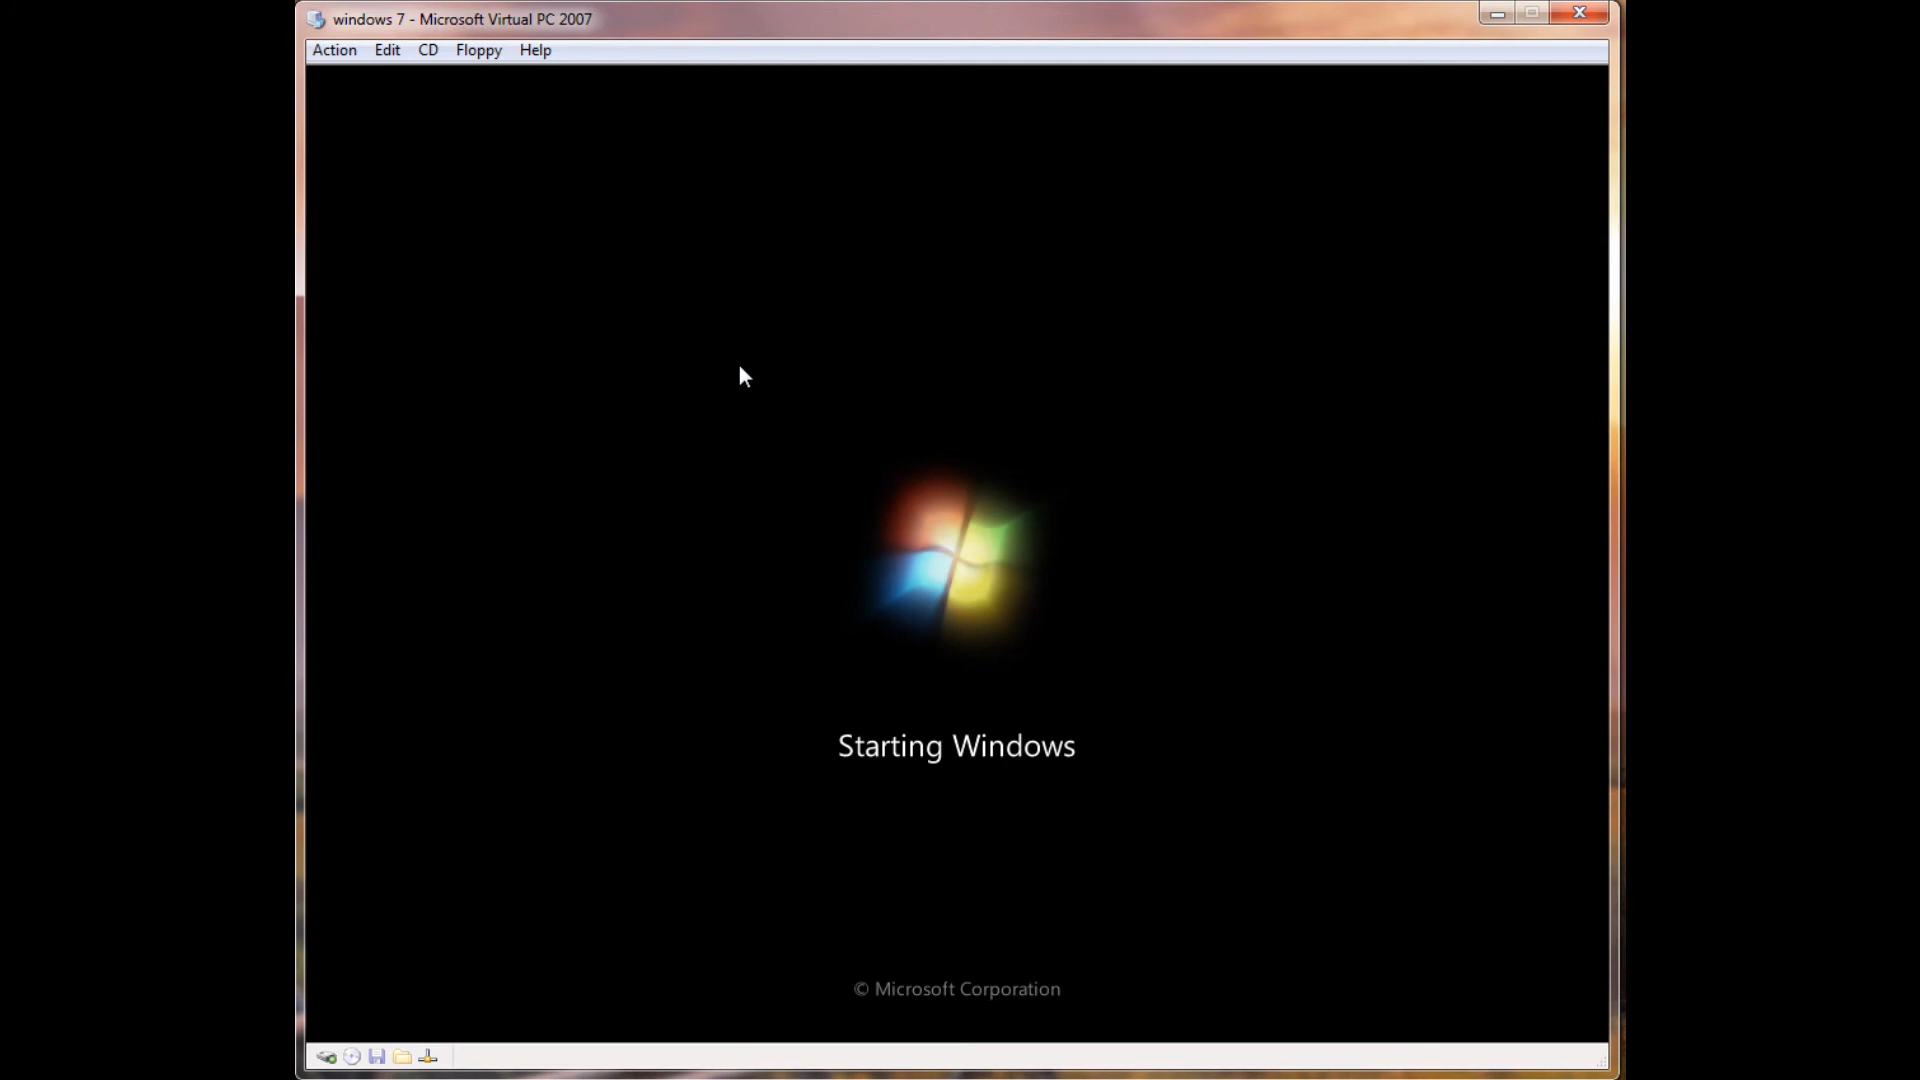 windows 7 - Microsoft Virtual PC 2007
Action Edit CD Floppy Help
Starting Windows
© Microsoft Corporation